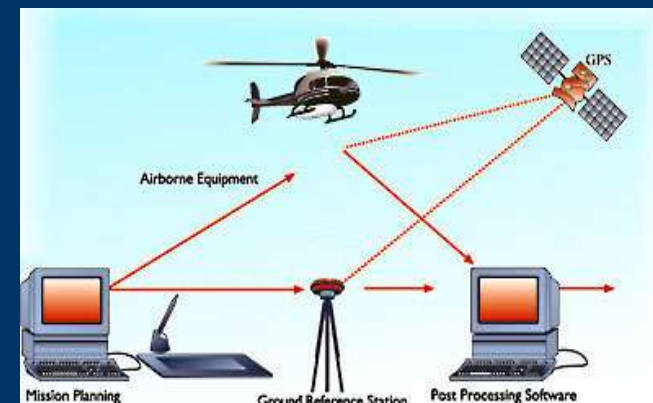 GPS
Airborne Equipment
Mission Planning
Ground Reference Station
Post Processing Software